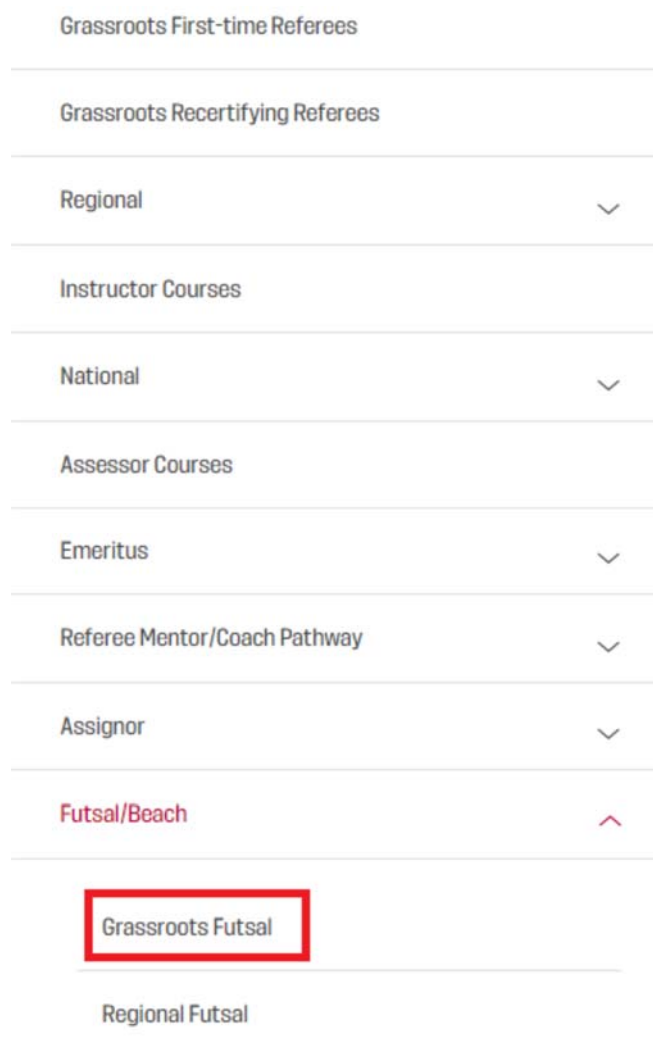 Grassroots First-time Referees
Grassroots Recertifying Referees
Regional
Instructor Courses
National
Assessor Courses
Emeritus
Referee Mentor/Coach Pathway
Assignor
Futsal/Beach
Grassroots Futsal
Regional Futsal